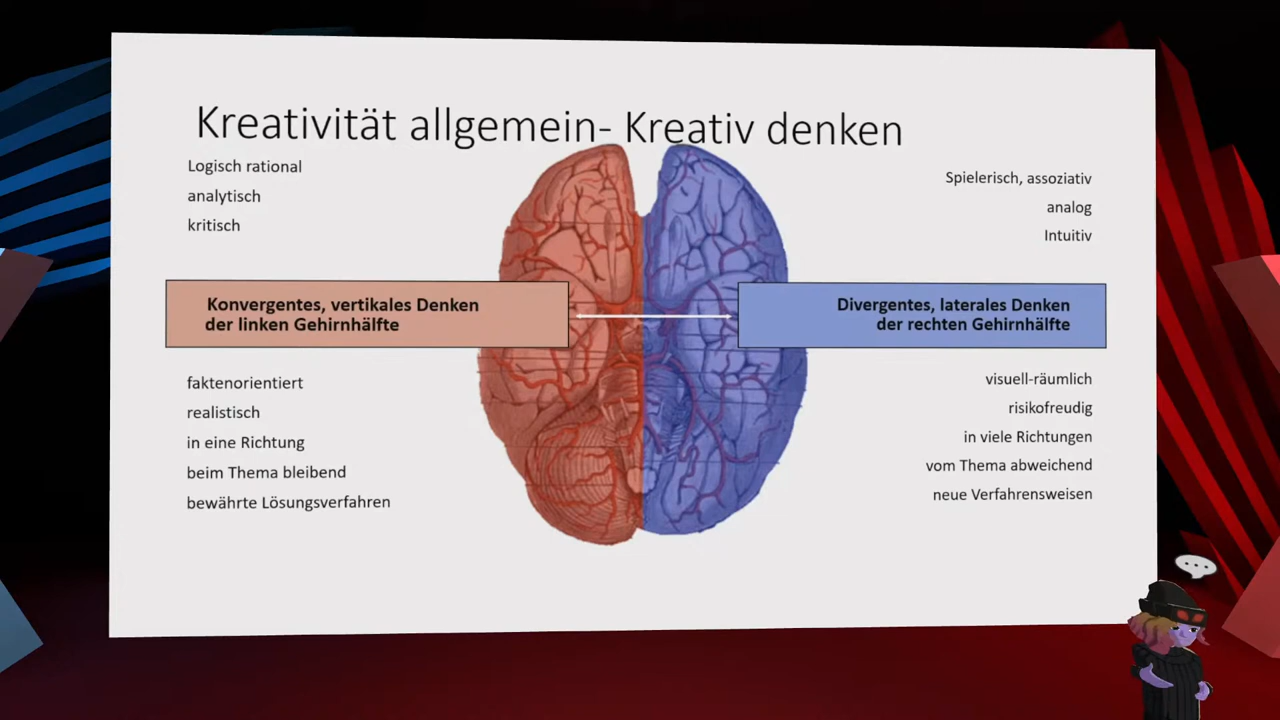 Kreativität allgemein- Kreativ denken
Logisch rational
analytisch
kritisch
Spielerisch, assoziativ
analog
Intuitiv
Konvergentes, vertikales Denken
der linken Gehirnhälfte
Divergentes, laterales Denken
der rechten Gehirnhälfte
faktenorientiert
realistisch
in eine Richtung
beim Thema bleibend
bewährte Lösungsverfahren
visuell-räumlich
risikofreudig
in viele Richtungen
vom Thema abweichend
neue Verfahrensweisen